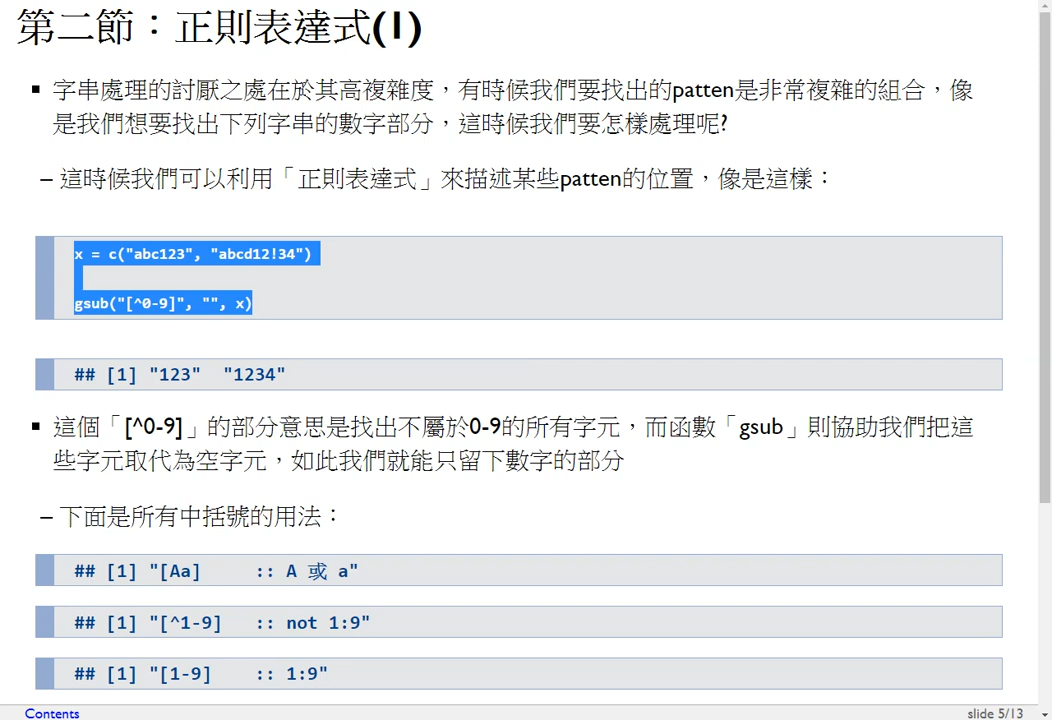 第二節：正則表達式(1)
▪ 字串處理的討厭之處在於其高複雜度，有時候我們要找出的patten是非常複雜的組合，像
是我們想要找出下列字串的數字部分，這時候我們要怎樣處理呢?
– 這時候我們可以利用「正則表達式」來描述某些patten的位置，像是這樣：
x = c("abc123", "abcd12!34")
gsub("[^0-9]", "", x)
## [1] "123"  "1234"
▪ 這個「[^0-9]」的部分意思是找出不屬於0-9的所有字元，而函數「gsub」則協助我們把這
些字元取代為空字元，如此我們就能只留下數字的部分
– 下面是所有中括號的用法：
## [1] "[Aa]     :: A 或 a"
## [1] "[^1-9]   :: not 1:9"
## [1] "[1-9]    :: 1:9"
Contents
slide 5/13